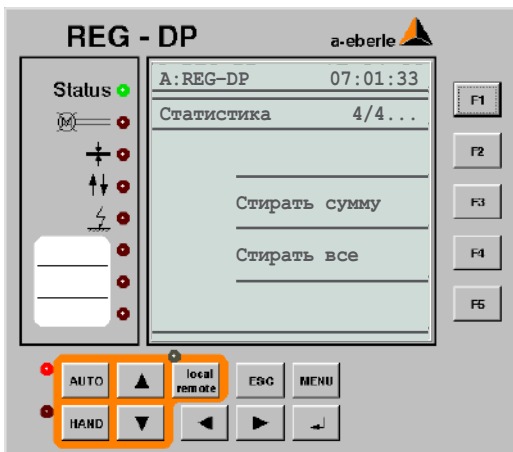 REG - DP
a-eberle
Status
A:REG-DP 07:01:33
Статистика 4/4...
Стирать сумму
Стирать все
F1
F2
F3
F4
F5
AUTO
local
remote
ESC
MENU
HAND